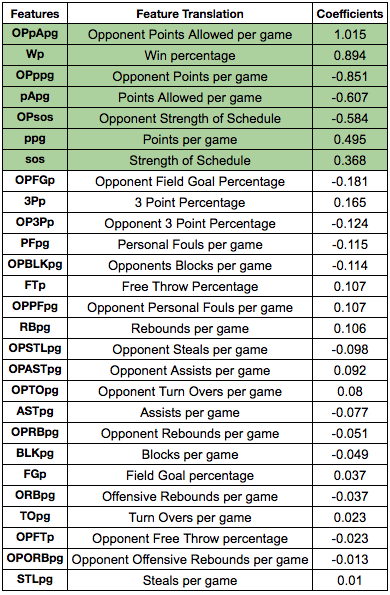 Features Feature Translation Coefficients
OPpApg Opponent Points Allowed per game 1.015
Wp Win percentage 0.894
OPppg Opponent Points per game -0.851
pApg Points Allowed per game -0.607
OPsos Opponent Strength of Schedule -0.584
ppg Points per game 0.495
sos Strength of Schedule 0.368
OPFGp Opponent Field Goal Percentage -0.181
3Pp 3 Point Percentage 0.165
OP3Pp Opponent 3 Point Percentage -0.124
PFpg Personal Fouls per game -0.115
OPBLKpg Opponents Blocks per game -0.114
FTp Free Throw Percentage 0.107
OPPFpg Opponent Personal Fouls per game 0.107
RBpg Rebounds per game 0.106
OPSTLpg Opponent Steals per game -0.098
OPASTpg Opponent Assists per game 0.092
OPTOpg Opponent Turn Overs per game 0.08
ASTpg Assists per game -0.077
OPRBpg Opponent Rebounds per game -0.051
BLKpg Blocks per game -0.049
FGp Field Goal percentage 0.037
ORBpg Offensive Rebounds per game -0.037
TOpg Turn Overs per game 0.023
OPFTp Opponent Free Throw percentage -0.023
OPORBpg Opponent Offensive Rebounds per game -0.013
STLpg Steals per game 0.01